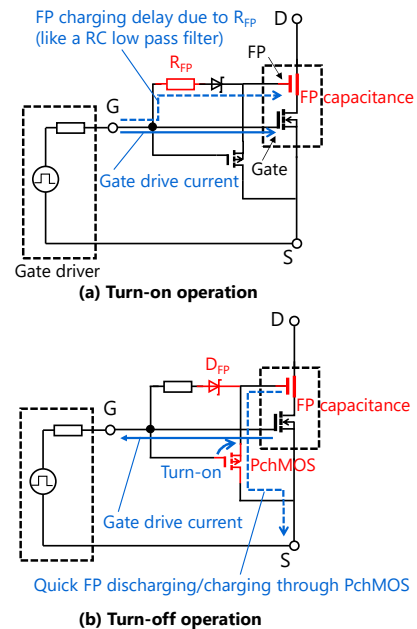 FP charging delay due to RFP
(like a RC low pass filter)
D
FP
RFP
FP capacitance
G
Gate
Gate drive current
Gate driver
S
(a) Turn-on operation
D
DFP
FP capacitance
G
PchMOS
Turn-on
Gate drive current
S
Quick FP discharging/charging through PchMOS
(b) Turn-off operation